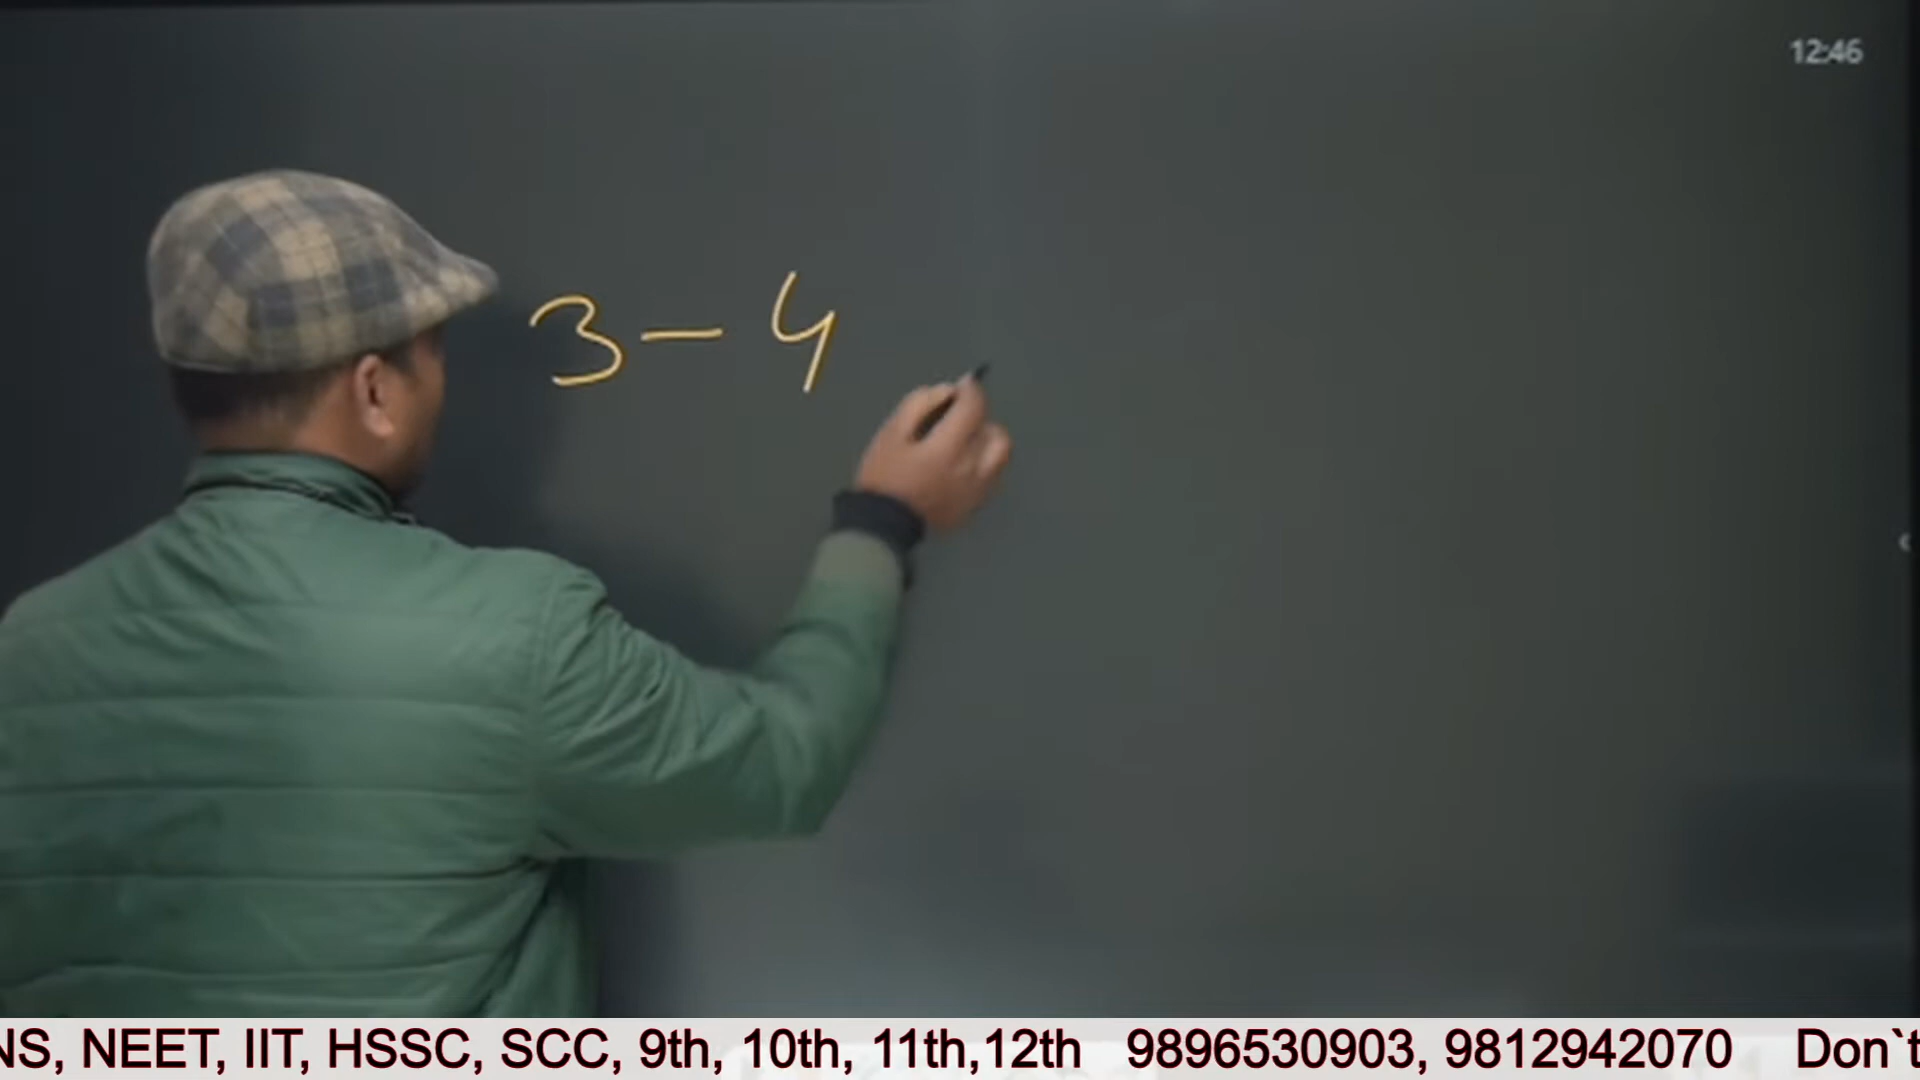 12:46
3 - 4
NS, NEET, IIT, HSSC, SCC, 9th, 10th, 11th,12th 9896530903, 9812942070 Don`t